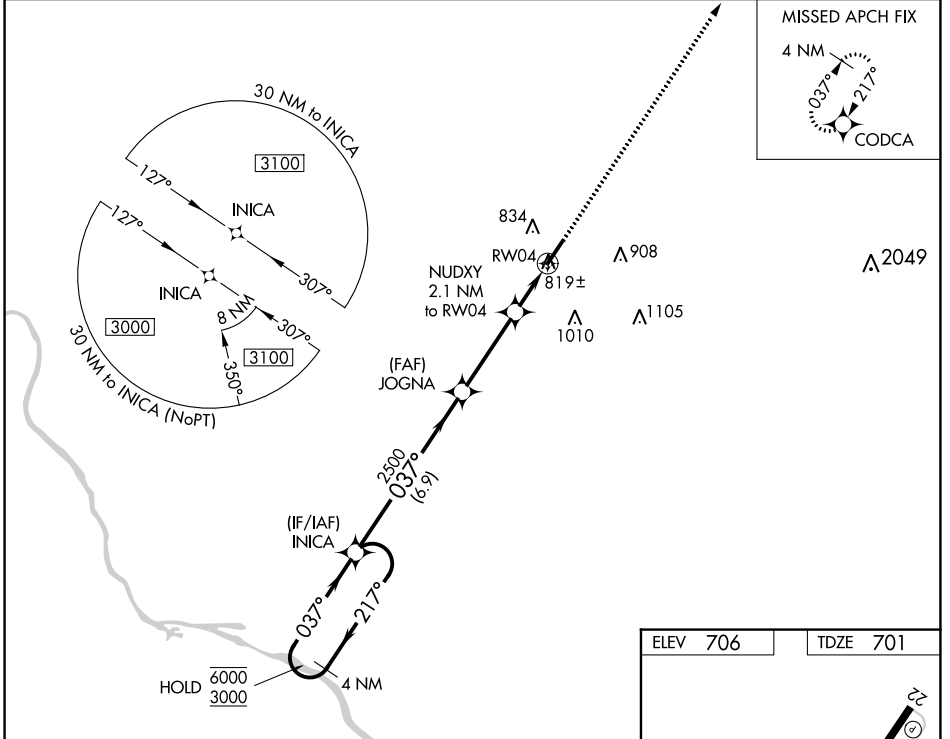 MISSED APCH FIX
4 NM
037°
217°
CODCA
30 NM to INICA
3100
127°
INICA
307°
127°
INICA
8 NM
307°
3000
3100
350°
30 NM to INICA (NoPT)
834
RW04
819±
908
2049
NUDXY
2.1 NM
to RW04
1010
1105
(FAF)
JOGNA
2500
037°
(6.9)
(IF/IAF)
INICA
037°
217°
HOLD 6000
3000
4 NM
ELEV 706
TDZE 701
22
P